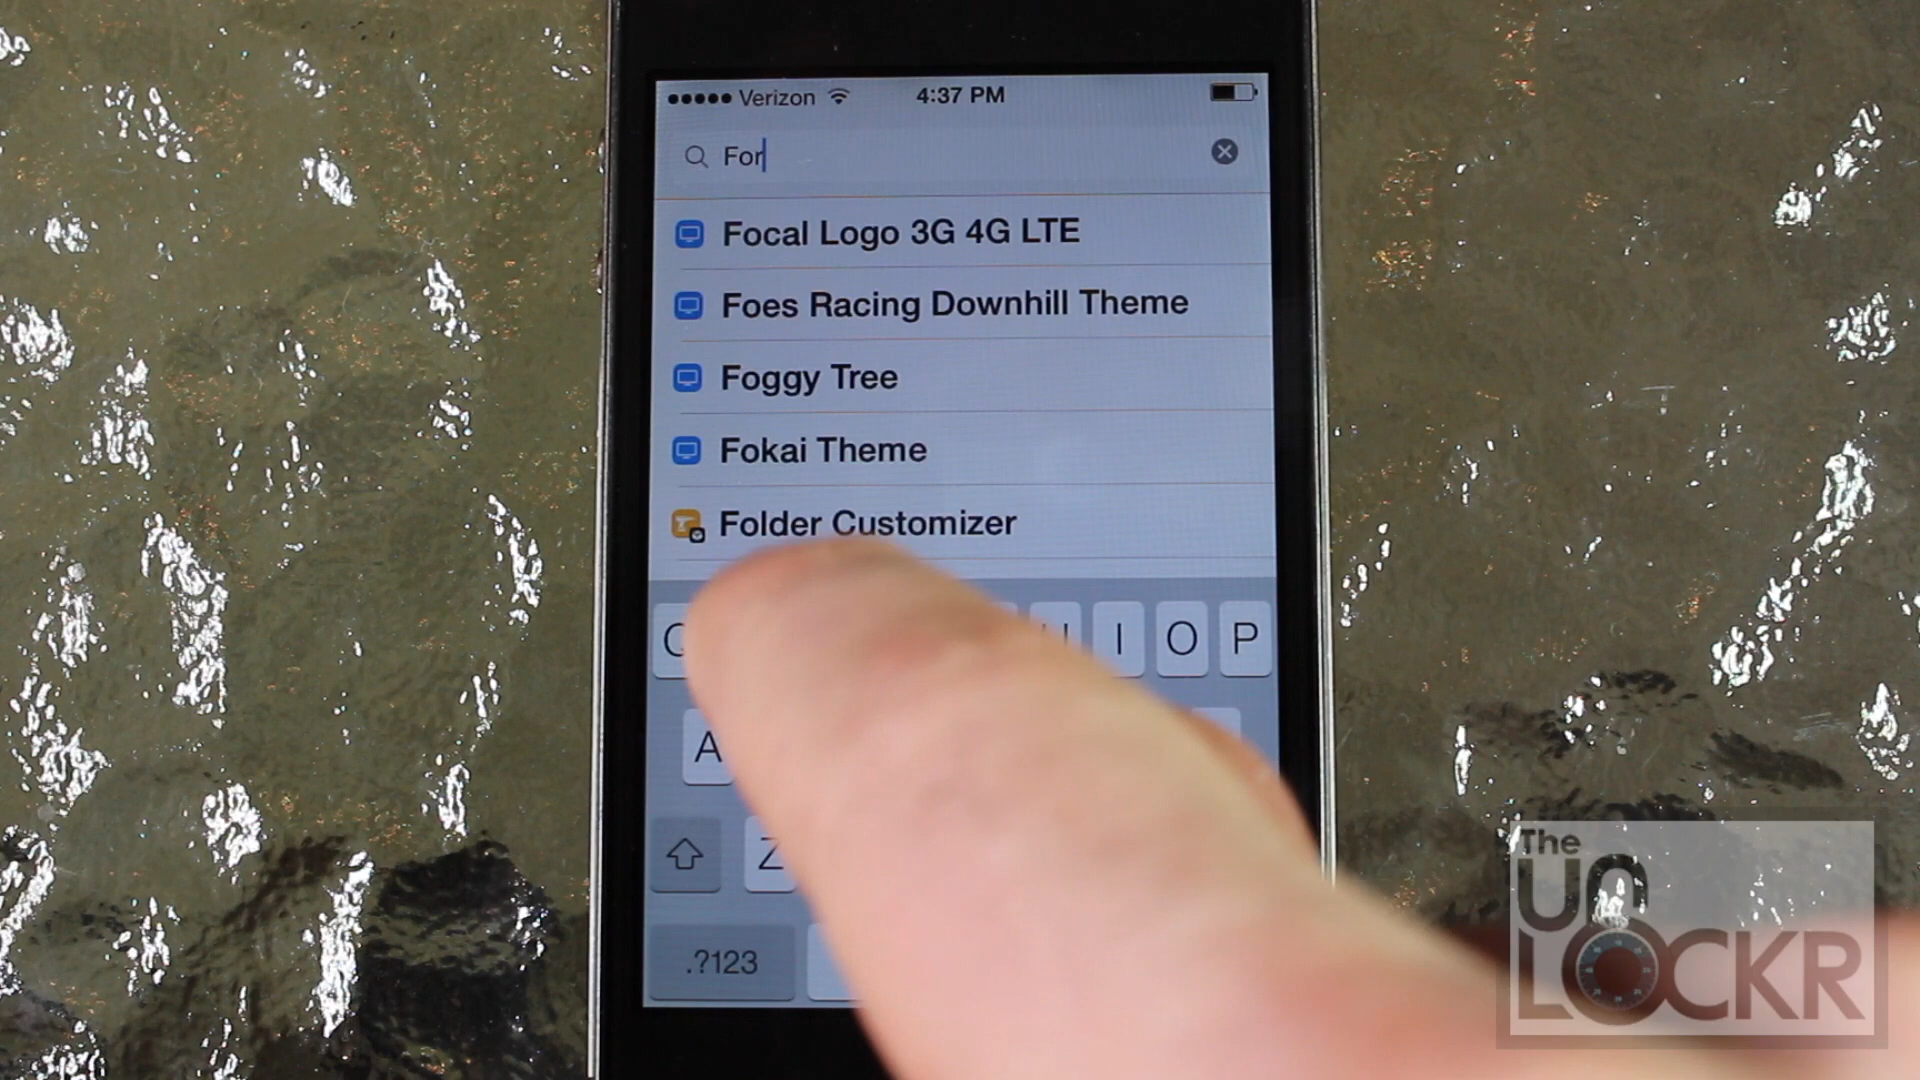 Verizon 4:37 PM
For
Focal Logo 3G 4G LTE
Foes Racing Downhill Theme
Foggy Tree
Fokai Theme
Folder Customizer
I O P
A
Z
.?123
The
UN
LOCKR